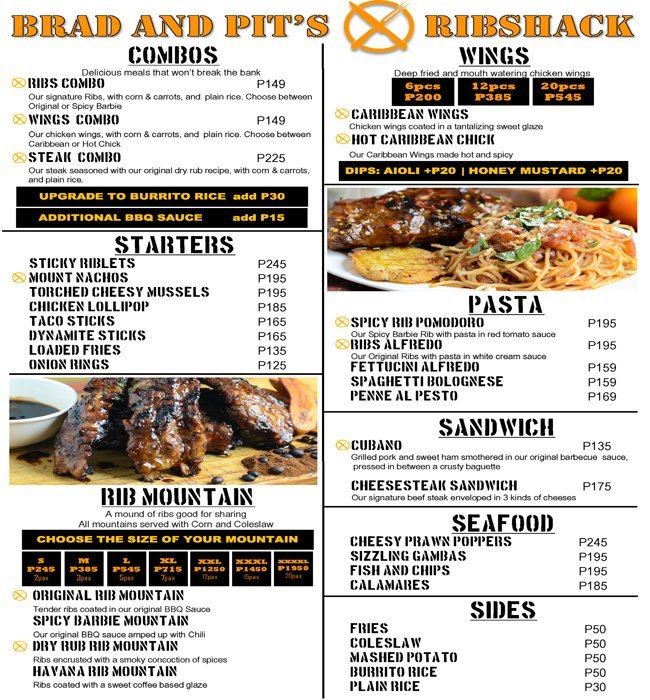 BRAD AND PIT'S RIBSHACK
COMBOS
Delicious meals that won't break the bank
RIBS COMBO P149
Our signature Ribs, with corn & carrots, and plain rice. Choose between
Original or Spicy Barbie
WINGS COMBO P149
Our chicken wings, with corn & carrots, and plain rice. Choose between
Caribbean or Hot Chick
STEAK COMBO P225
Our steak seasoned with our original dry rub recipe, with corn & carrots,
and plain rice.
UPGRADE TO BURRITO RICE add P30
ADDITIONAL BBQ SAUCE add P15
STARTERS
STICKY RIBLETS P245
MOUNT NACHOS P195
TORCHED CHEESY MUSSELS P195
CHICKEN LOLLIPOP P185
TACO STICKS P165
DYNAMITE STICKS P165
LOADED FRIES P135
ONION RINGS P125
RIB MOUNTAIN
A mound of ribs good for sharing
All mountains served with Corn and Coleslaw
CHOOSE THE SIZE OF YOUR MOUNTAIN
S M L XL XXL XXXL XXXXL
P245 P385 P545 P715 P1250 P1450 P1950
2pax 3pax 5pax 7pax 12pax 15pax 20pax
ORIGINAL RIB MOUNTAIN
Tender ribs coated in our original BBQ Sauce
SPICY BARBIE MOUNTAIN
Our original BBQ sauce amped up with Chili
DRY RUB RIB MOUNTAIN
Ribs encrusted with a smoky concoction of spices
HAVANA RIB MOUNTAIN
Ribs coated with a sweet coffee based glaze
WINGS
Deep fried and mouth watering chicken wings
6pcs 12pcs 20pcs
P200 P385 P545
CARIBBEAN WINGS
Chicken wings coated in a tantalizing sweet glaze
HOT CARIBBEAN CHICK
Our Caribbean Wings made hot and spicy
DIPS: AIOLI +P20 | HONEY MUSTARD +P20
PASTA
SPICY RIB POMODORO P195
Our Spicy Barbie Rib with pasta in red tomato sauce
RIBS ALFREDO P195
Our Original Ribs with pasta in white cream sauce
FETTUCINI ALFREDO P159
SPAGHETTI BOLOGNESE P159
PENNE AL PESTO P169
SANDWICH
CUBANO P135
Grilled pork and sweet ham smothered in our original barbecue sauce,
pressed in between a crusty baguette
CHEESESTEAK SANDWICH P175
Our signature beef steak enveloped in 3 kinds of cheeses
SEAFOOD
CHEESY PRAWN POPPERS P245
SIZZLING GAMBAS P195
FISH AND CHIPS P195
CALAMARES P185
SIDES
FRIES P50
COLESLAW P50
MASHED POTATO P50
BURRITO RICE P50
PLAIN RICE P30